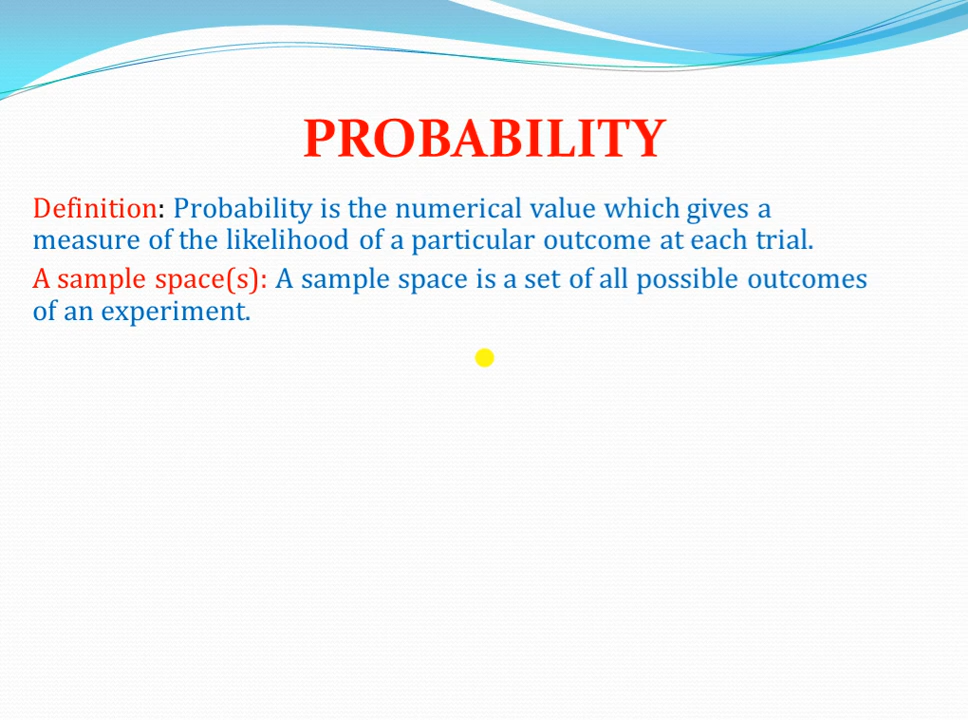 PROBABILITY
Definition: Probability is the numerical value which gives a
measure of the likelihood of a particular outcome at each trial.
A sample space(s): A sample space is a set of all possible outcomes
of an experiment.